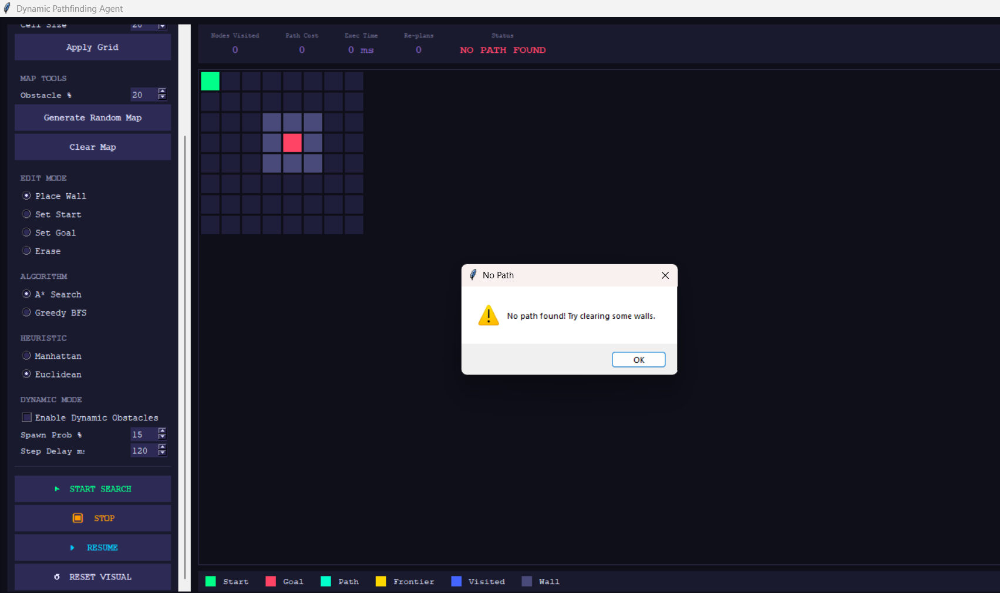 Dynamic Pathfinding Agent
Cell Size 20
Apply Grid
MAP TOOLS
Obstacle % 20
Generate Random Map
Clear Map
EDIT MODE
Place Wall
Set Start
Set Goal
Erase
ALGORITHM
A* Search
Greedy BFS
HEURISTIC
Manhattan
Euclidean
DYNAMIC MODE
Enable Dynamic Obstacles
Spawn Prob % 15
Step Delay ms 120
START SEARCH
STOP
RESUME
RESET VISUAL
Nodes Visited Path Cost Exec Time Re-plans Status
0 0 0 ms 0 NO PATH FOUND
No Path
No path found! Try clearing some walls.
OK
Start Goal Path Frontier Visited Wall